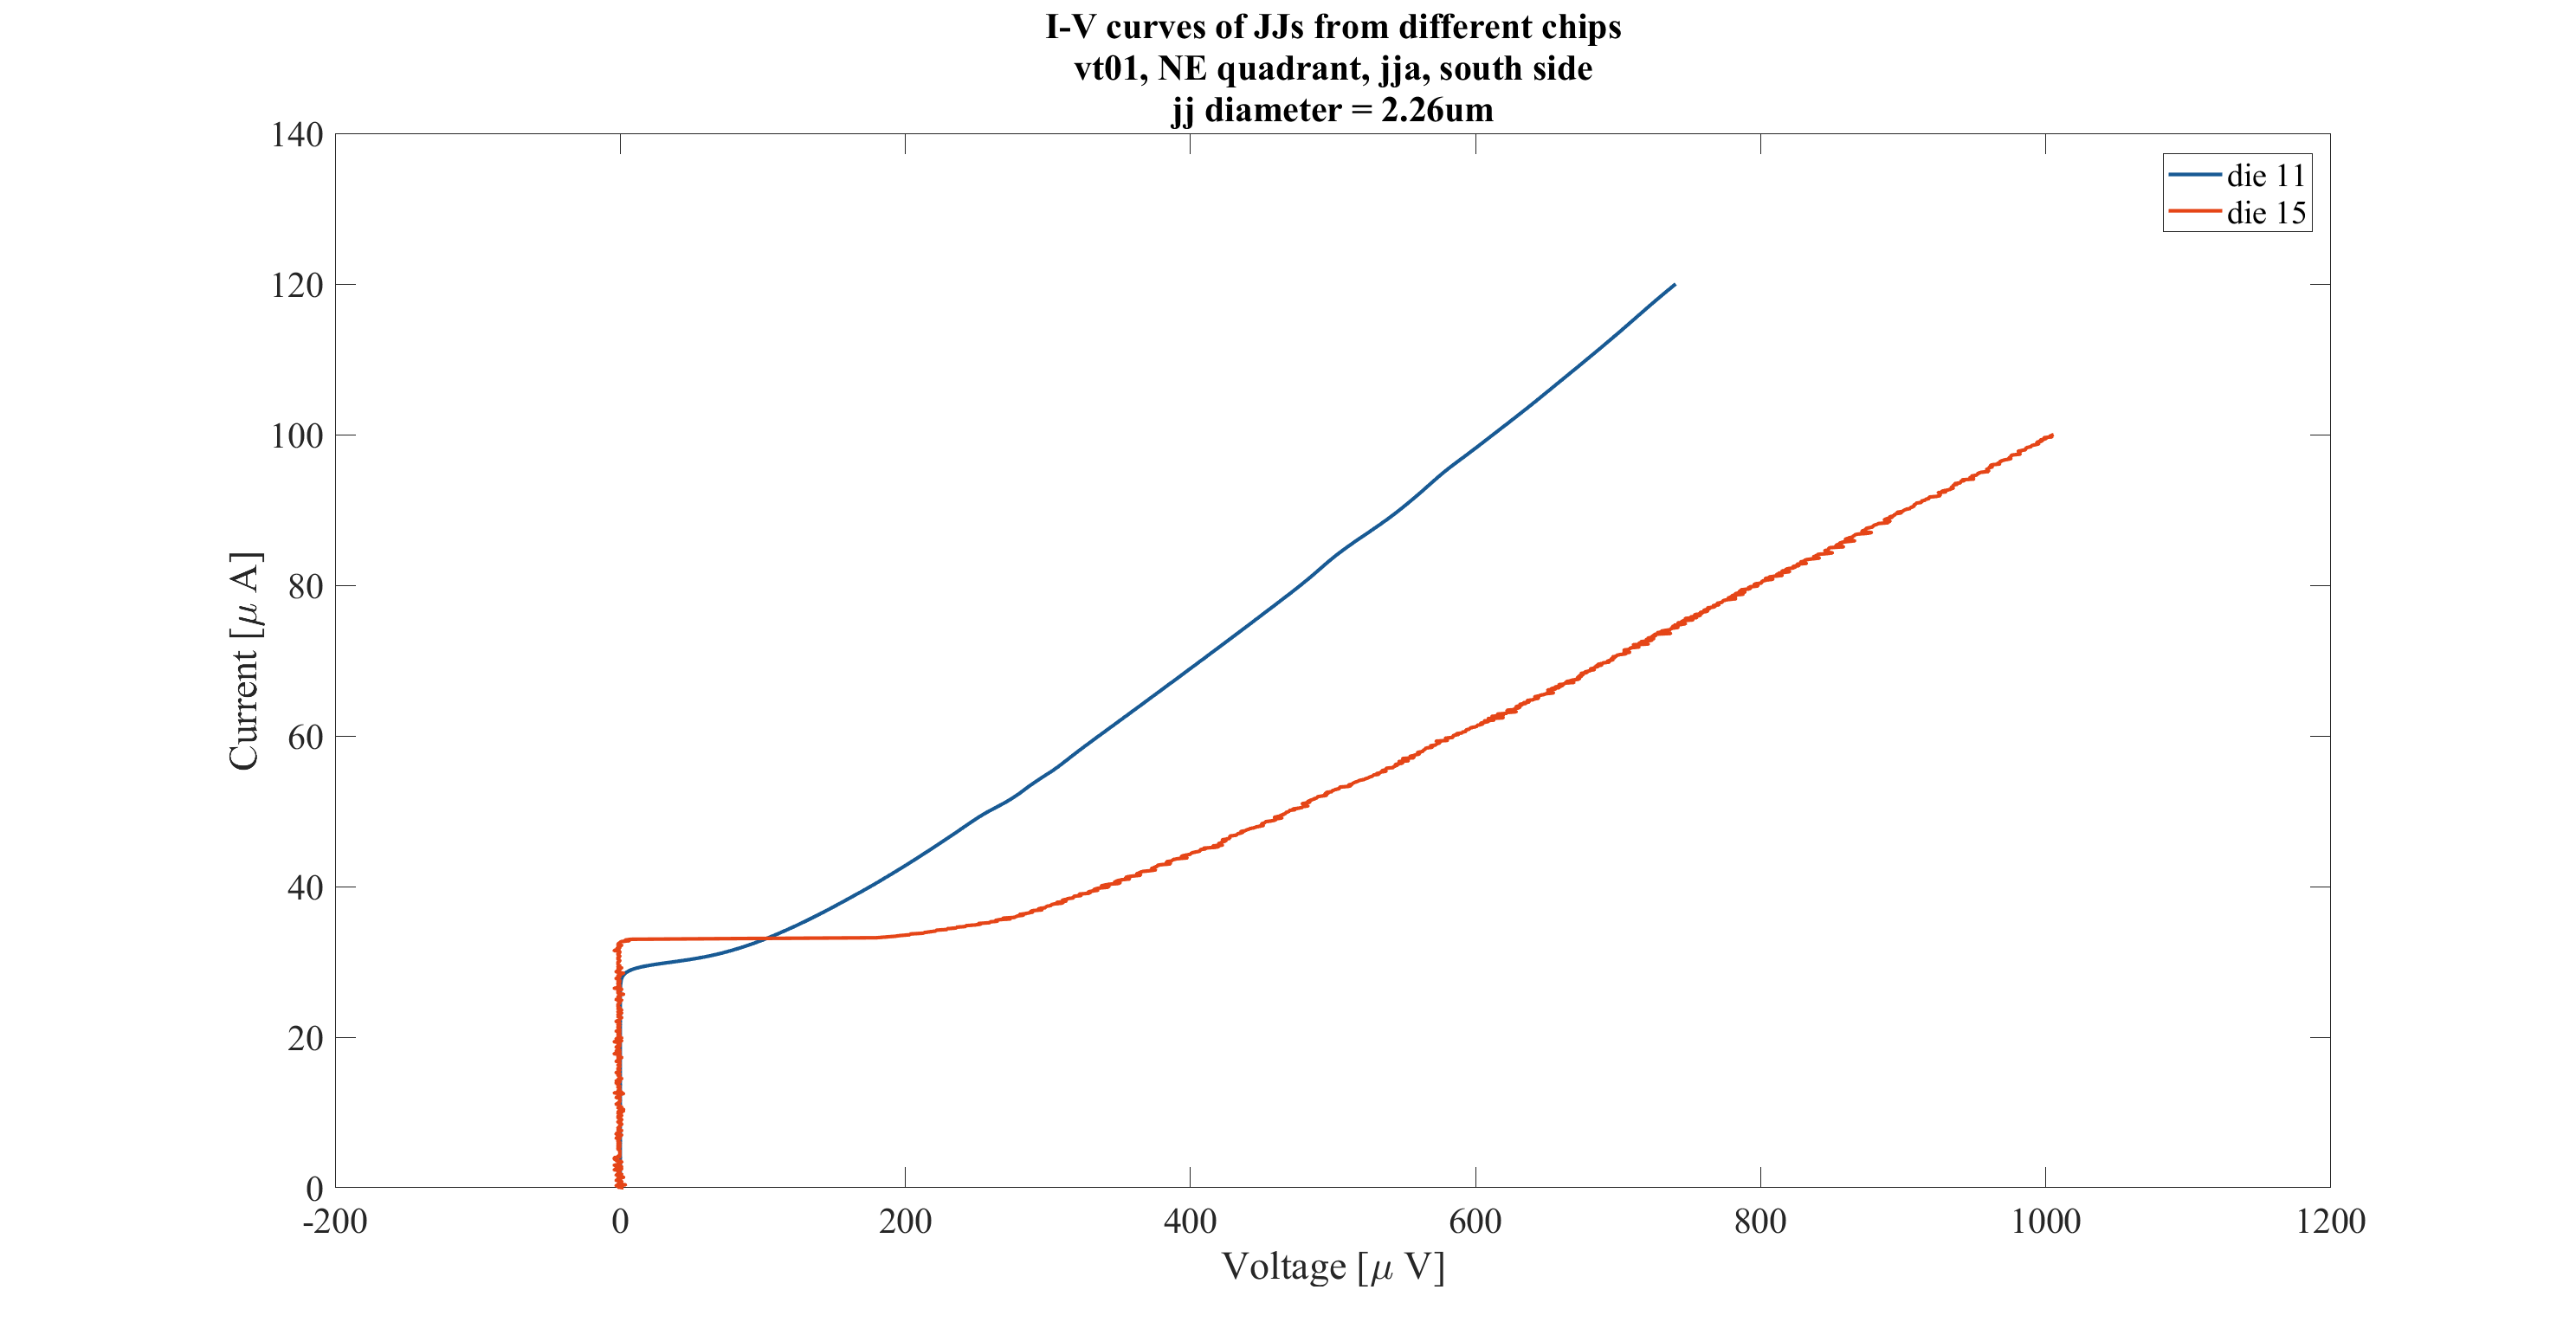 I-V curves of JJs from different chips
vt01, NE quadrant, jja, south side
jj diameter = 2.26um
die 11
die 15
140
120
100
80
60
40
20
0
Current [μ A]
-200 0 200 400 600 800 1000 1200
Voltage [μ V]